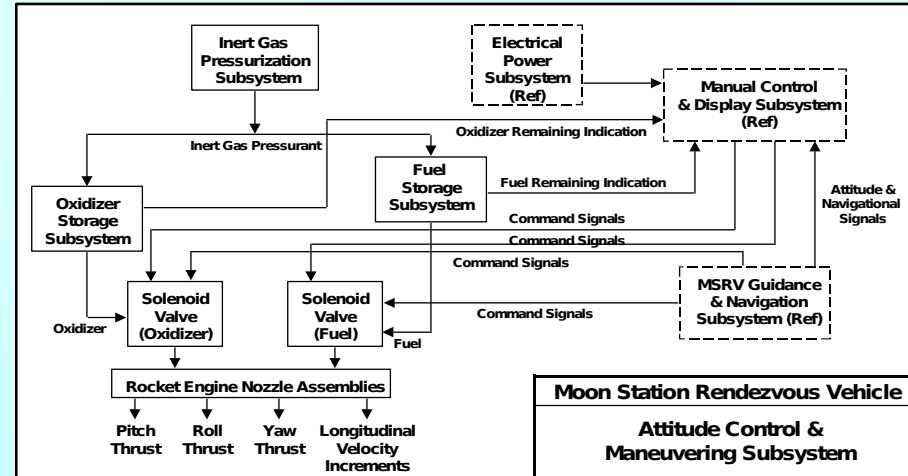 Inert Gas
Pressurization
Subsystem
Electrical
Power
Subsystem
(Ref)
Manual Control
& Display Subsystem
(Ref)
Oxidizer Remaining Indication
Inert Gas Pressurant
Fuel
Storage
Subsystem
Fuel Remaining Indication
Attitude &
Navigational
Signals
Oxidizer
Storage
Subsystem
Command Signals
Command Signals
Command Signals
MSRV Guidance
& Navigation
Subsystem (Ref)
Solenoid
Valve
(Oxidizer)
Solenoid
Valve
(Fuel)
Command Signals
Oxidizer
Fuel
Rocket Engine Nozzle Assemblies
Pitch
Thrust
Roll
Thrust
Yaw
Thrust
Longitudinal
Velocity
Increments
Moon Station Rendezvous Vehicle
Attitude Control &
Maneuvering Subsystem